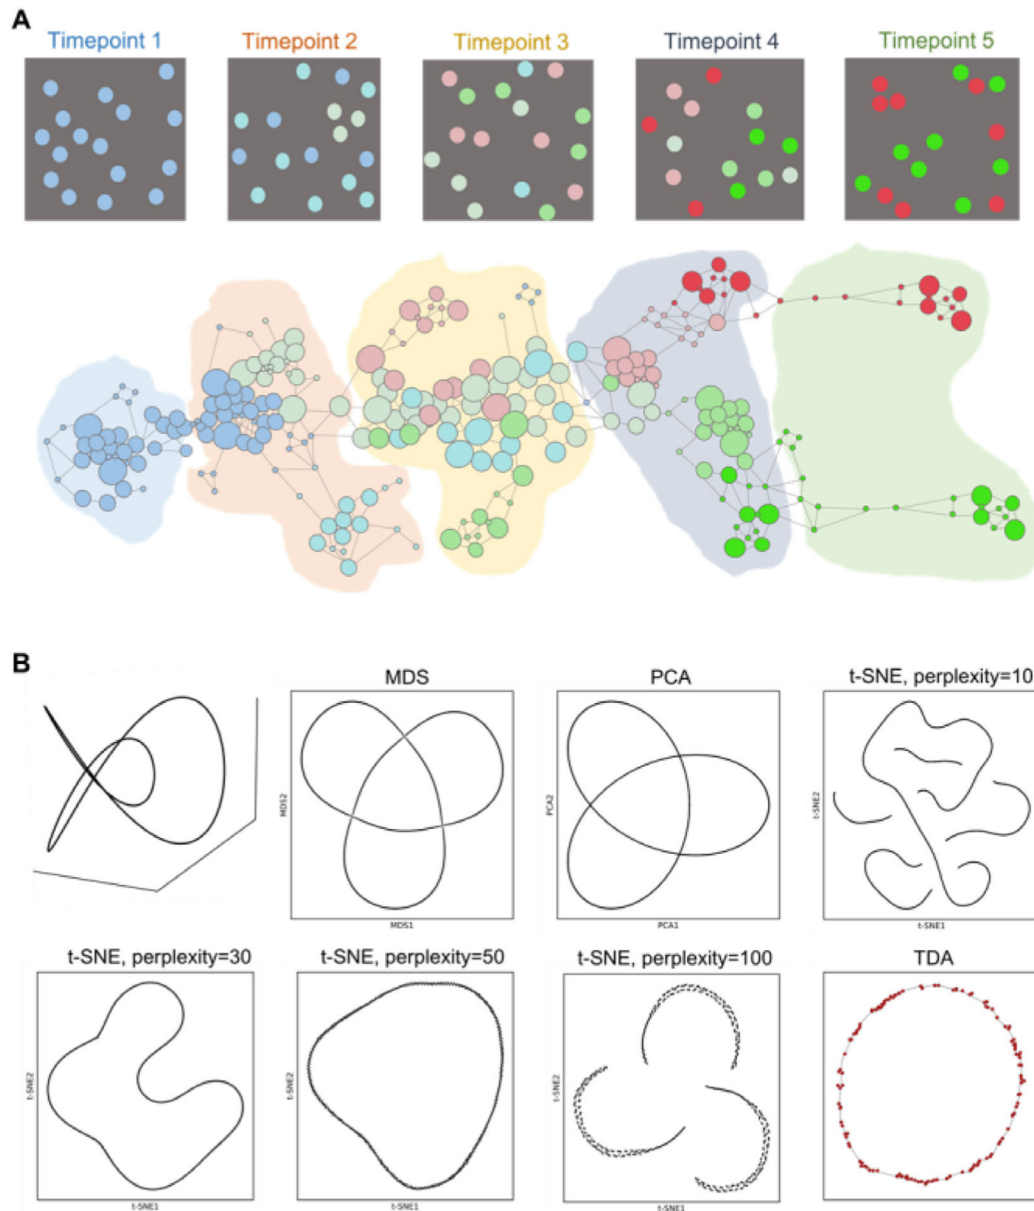 A
Timepoint 1 Timepoint 2 Timepoint 3 Timepoint 4 Timepoint 5
B
MDS PCA t-SNE, perplexity=10
MDS2 PCA2 t-SNE2
MDS1 PCA1 t-SNE1
t-SNE, perplexity=30 t-SNE, perplexity=50 t-SNE, perplexity=100 TDA
t-SNE2 t-SNE2 t-SNE2
t-SNE1 t-SNE1 t-SNE1